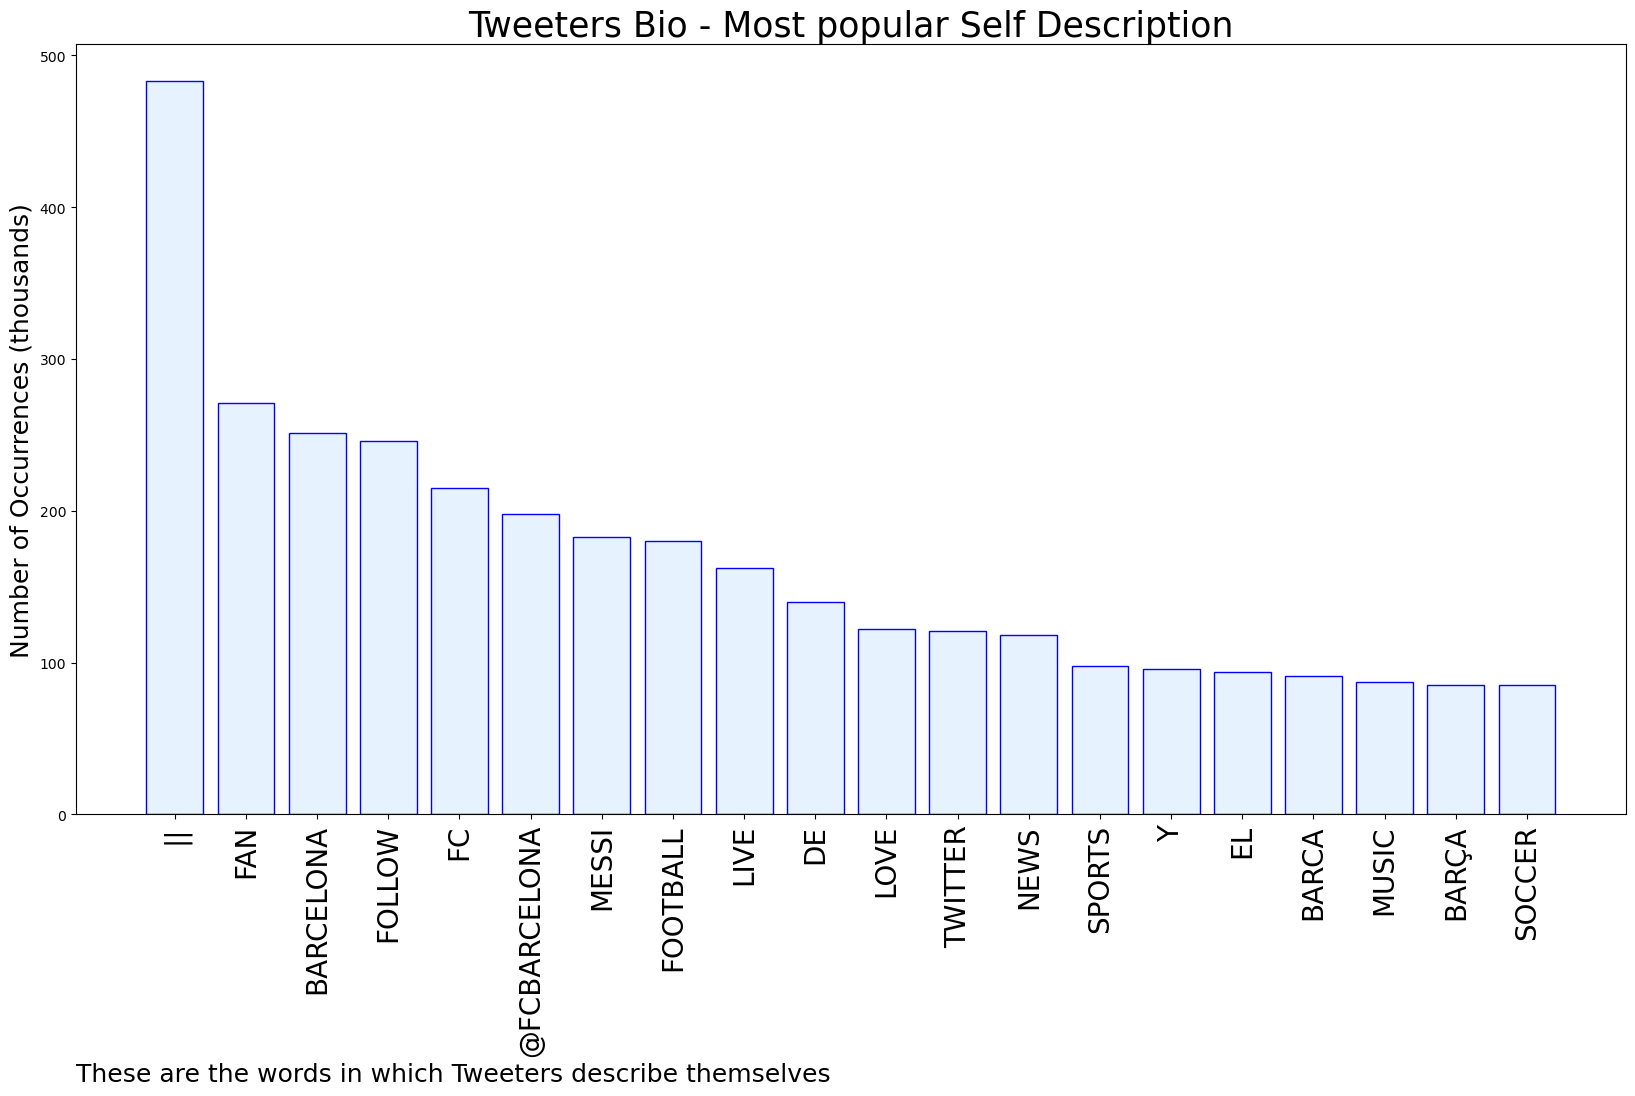 Tweeters Bio - Most popular Self Description
Number of Occurrences (thousands)
500
400
300
200
100
0
||
FAN
BARCELONA
FOLLOW
FC
@FCBARCELONA
MESSI
FOOTBALL
LIVE
DE
LOVE
TWITTER
NEWS
SPORTS
Y
EL
BARCA
MUSIC
BARÇA
SOCCER
These are the words in which Tweeters describe themselves